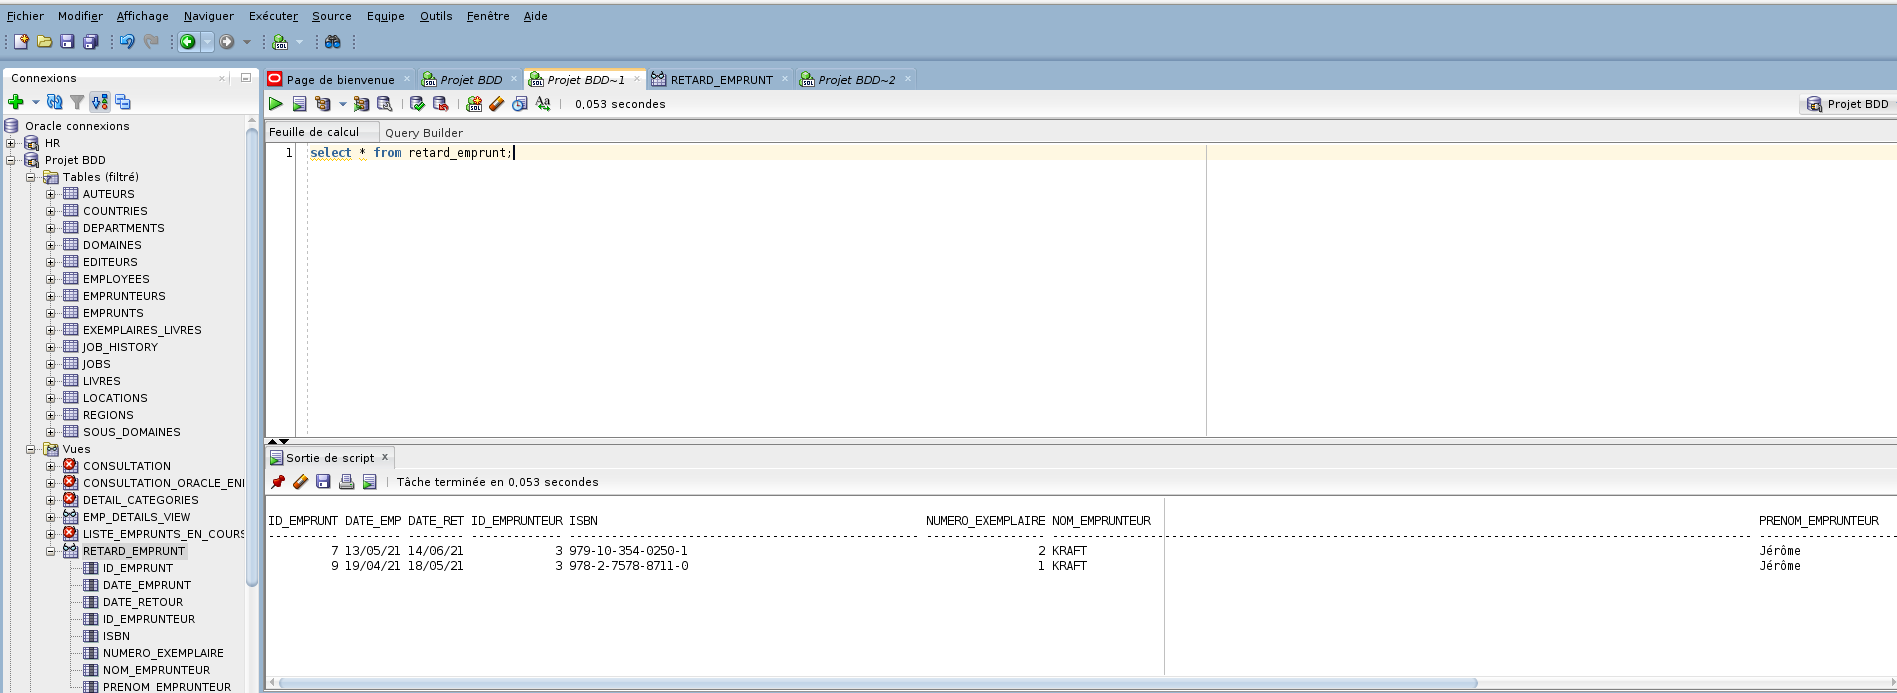 Fichier Modifier Affichage Naviguer Exécuter Source Equipe Outils Fenêtre Aide
Connexions
Page de bienvenue Projet BDD Projet BDD~1 RETARD_EMPRUNT Projet BDD~2
0,053 secondes
Projet BDD
Feuille de calcul Query Builder
1 select * from retard_emprunt;
Oracle connexions
HR
Projet BDD
Tables (filtré)
AUTEURS
COUNTRIES
DEPARTMENTS
DOMAINES
EDITEURS
EMPLOYEES
EMPRUNTEURS
EMPRUNTS
EXEMPLAIRES_LIVRES
JOB_HISTORY
JOBS
LIVRES
LOCATIONS
REGIONS
SOUS_DOMAINES
Vues
CONSULTATION
CONSULTATION_ORACLE_EN
DETAIL_CATEGORIES
EMP_DETAILS_VIEW
LISTE_EMPRUNTS_EN_COURS
RETARD_EMPRUNT
ID_EMPRUNT
DATE_EMPRUNT
DATE_RETOUR
ID_EMPRUNTEUR
ISBN
NUMERO_EXEMPLAIRE
NOM_EMPRUNTEUR
PRENOM_EMPRUNTEUR
Sortie de script
Tâche terminée en 0,053 secondes
ID_EMPRUNT DATE_EMP DATE_RET ID_EMPRUNTEUR ISBN NUMERO_EXEMPLAIRE NOM_EMPRUNTEUR PRENOM_EMPRUNTEUR
7 13/05/21 14/06/21 3 979-10-354-0250-1 2 KRAFT Jérôme
9 19/04/21 18/05/21 3 978-2-7578-8711-0 1 KRAFT Jérôme